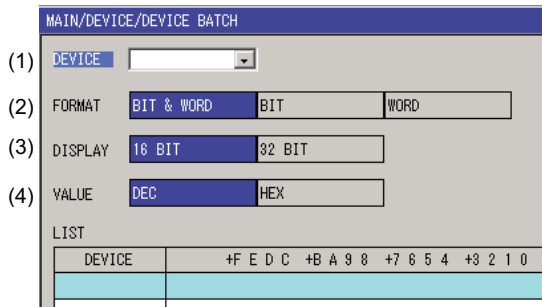 MAIN/DEVICE/DEVICE BATCH
(1) DEVICE
(2) FORMAT BIT & WORD BIT WORD
(3) DISPLAY 16 BIT 32 BIT
(4) VALUE DEC HEX
LIST
DEVICE +F E D C +B A 9 8 +7 6 5 4 +3 2 1 0